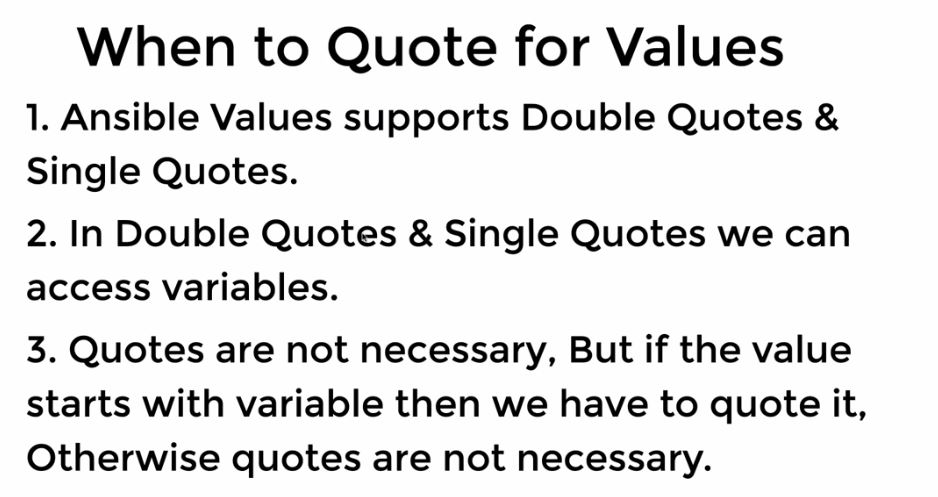 When to Quote for Values
1. Ansible Values supports Double Quotes &
Single Quotes.
2. In Double Quotes & Single Quotes we can
access variables.
3. Quotes are not necessary, But if the value
starts with variable then we have to quote it,
Otherwise quotes are not necessary.